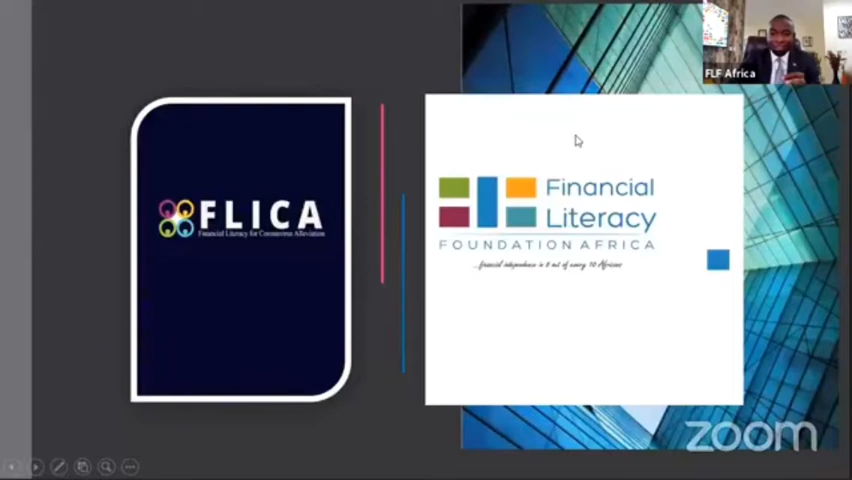 FLF Africa
FLICA
Financial Literacy for Coronavirus Alleviation
Financial
Literacy
FOUNDATION AFRICA
...financial independence in 8 out of every 10 Africans
zoom